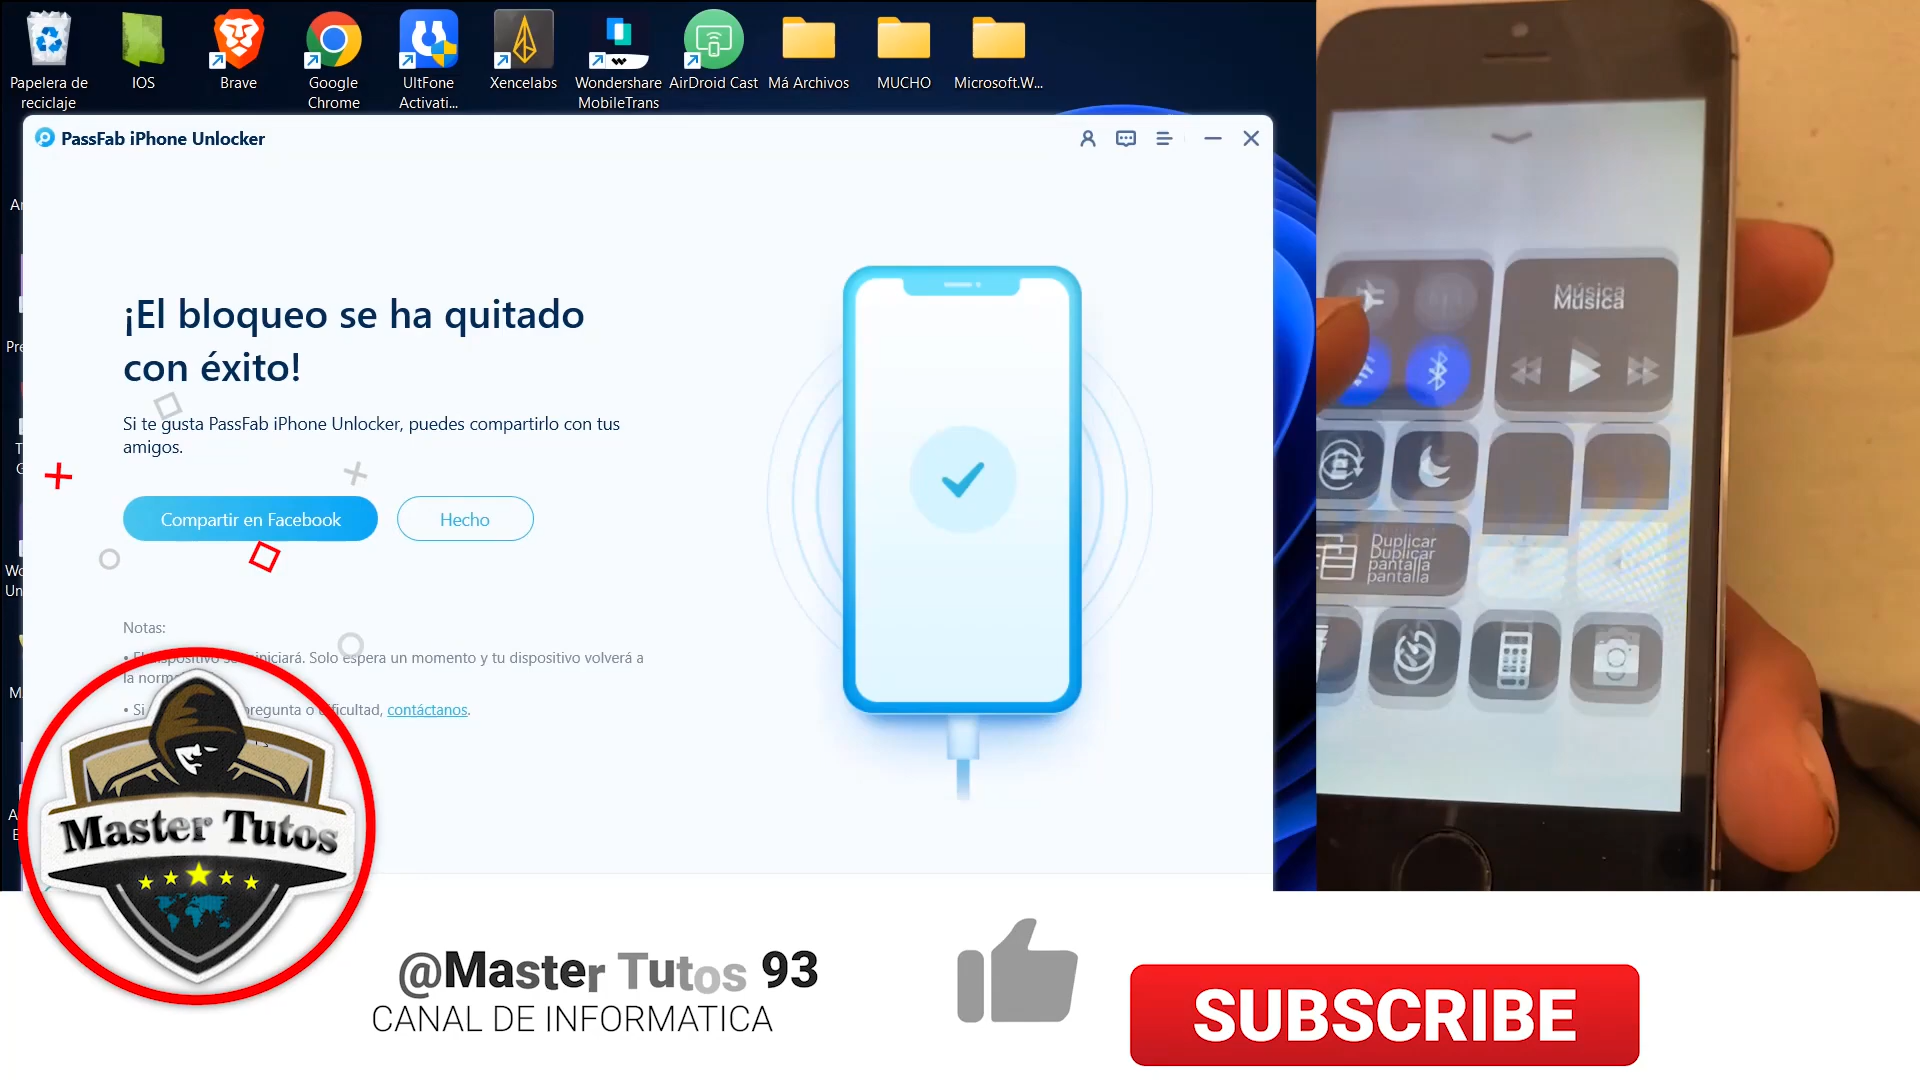 Papelera de
reciclaje
IOS
Brave
Google
Chrome
UltFone
Activati...
Xencelabs
Wondershare
MobileTrans
AirDroid Cast
Má Archivos
MUCHO
Microsoft.W...
PassFab iPhone Unlocker
¡El bloqueo se ha quitado
con éxito!
Si te gusta PassFab iPhone Unlocker, puedes compartirlo con tus
amigos.
Compartir en Facebook
Hecho
Notas:
iniciará. Solo espera un momento y tu dispositivo volverá a
la
• Si pregunta o dificultad, contáctanos.
Música
Duplicar
pantalla
Master Tutos
@Master Tutos 93
CANAL DE INFORMATICA
SUBSCRIBE